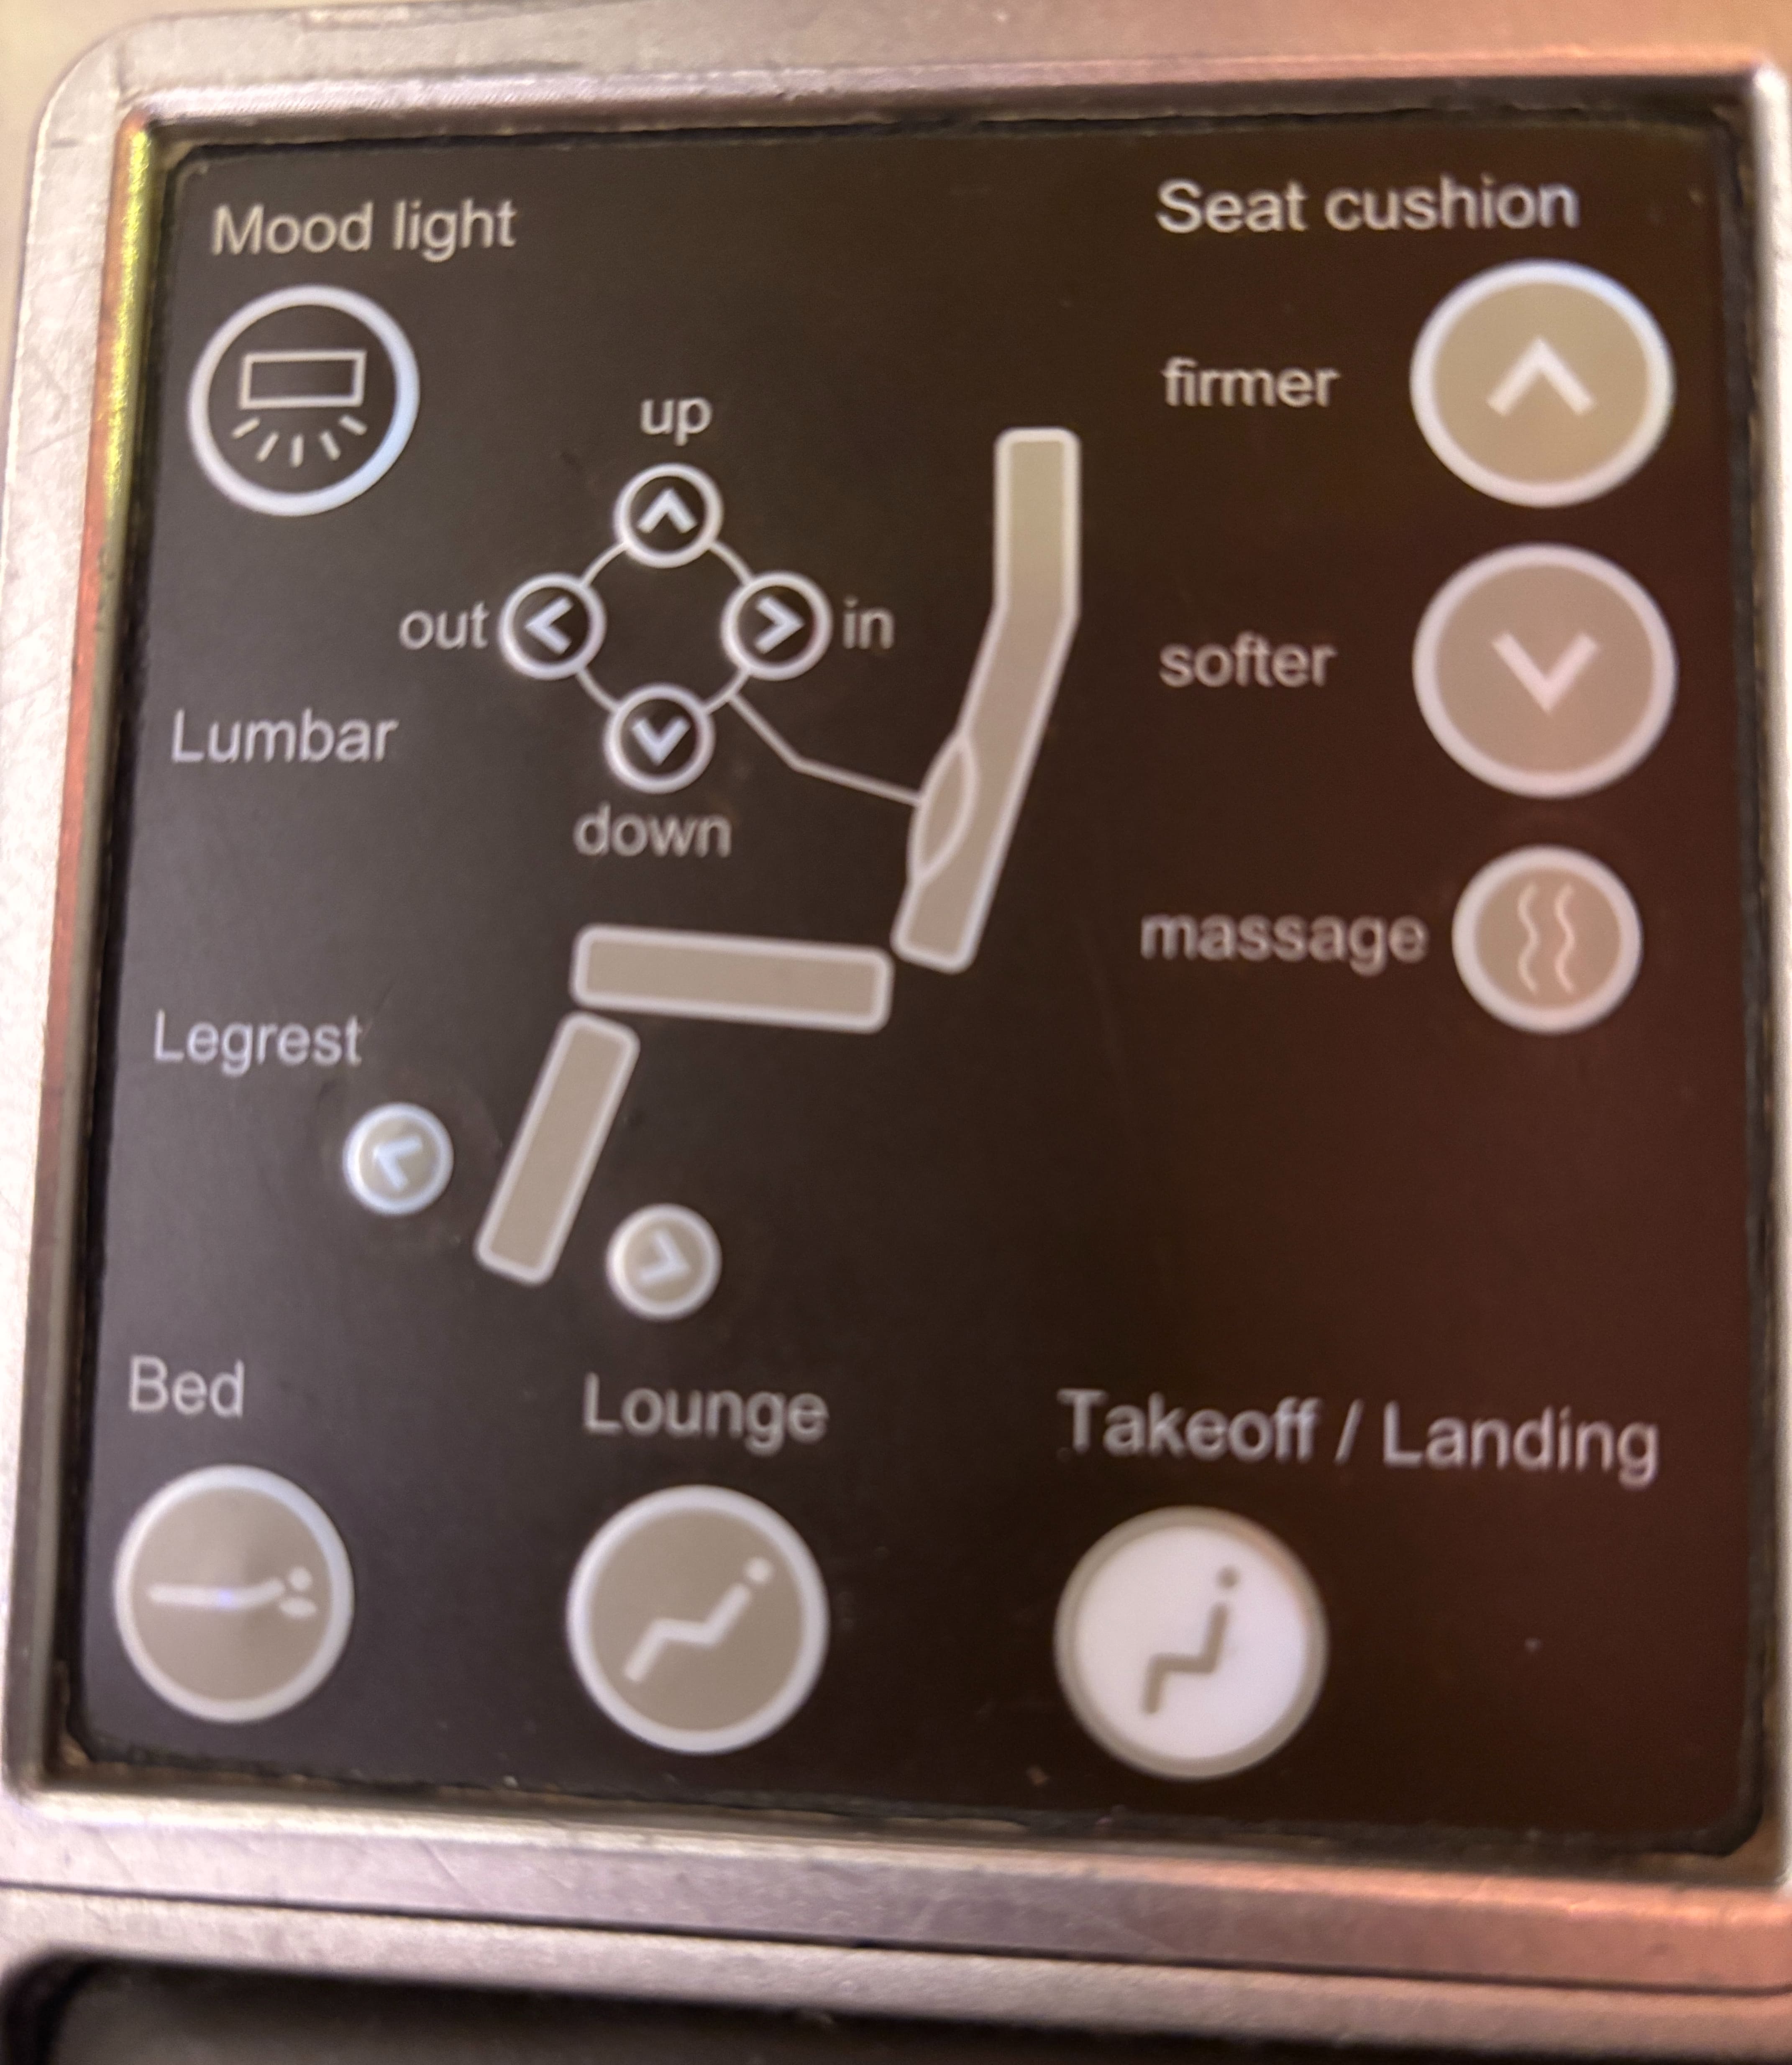 Mood light
Seat cushion
up
firmer
out
in
softer
Lumbar
down
massage
Legrest
Bed
Lounge
Takeoff / Landing